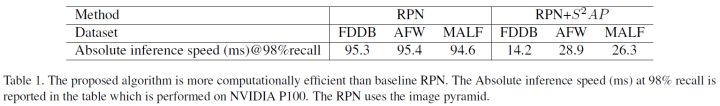 Method RPN RPN+S²AP
Dataset FDDB AFW MALF FDDB AFW MALF
Absolute inference speed (ms)@98%recall 95.3 95.4 94.6 14.2 28.9 26.3
Table 1. The proposed algorithm is more computationally efficient than baseline RPN. The Absolute inference speed (ms) at 98% recall is
reported in the table which is performed on NVIDIA P100. The RPN uses the image pyramid.